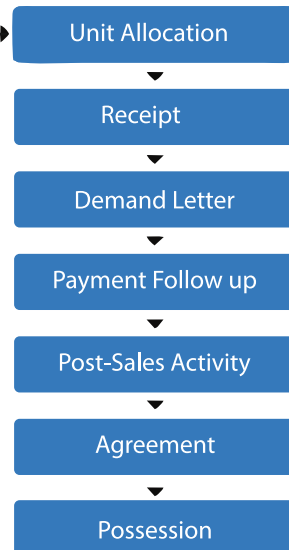 Unit Allocation
Receipt
Demand Letter
Payment Follow up
Post-Sales Activity
Agreement
Possession